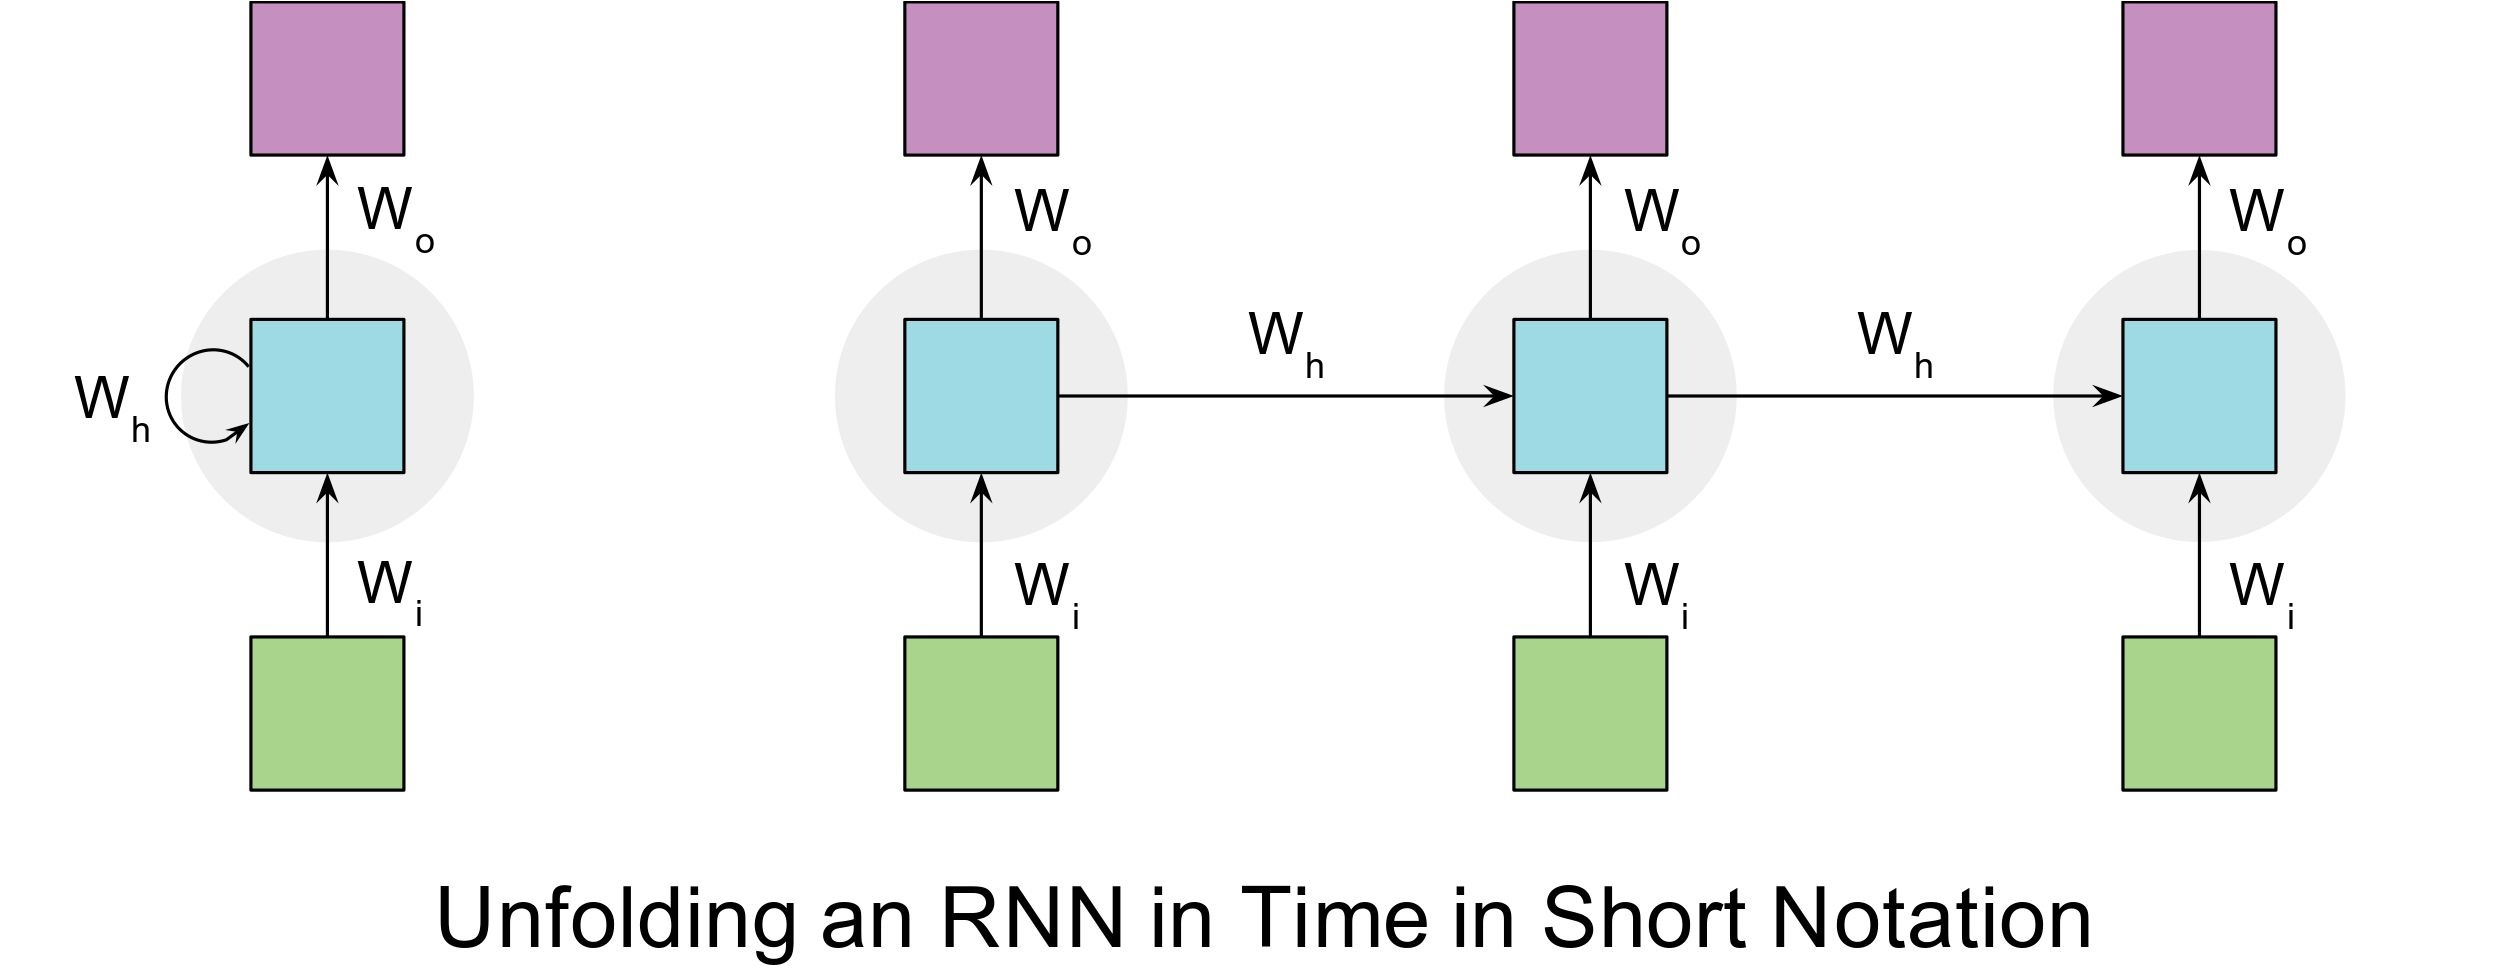 W_o W_o W_o W_o
W_h W_h
W_h
W_i W_i W_i W_i
Unfolding an RNN in Time in Short Notation